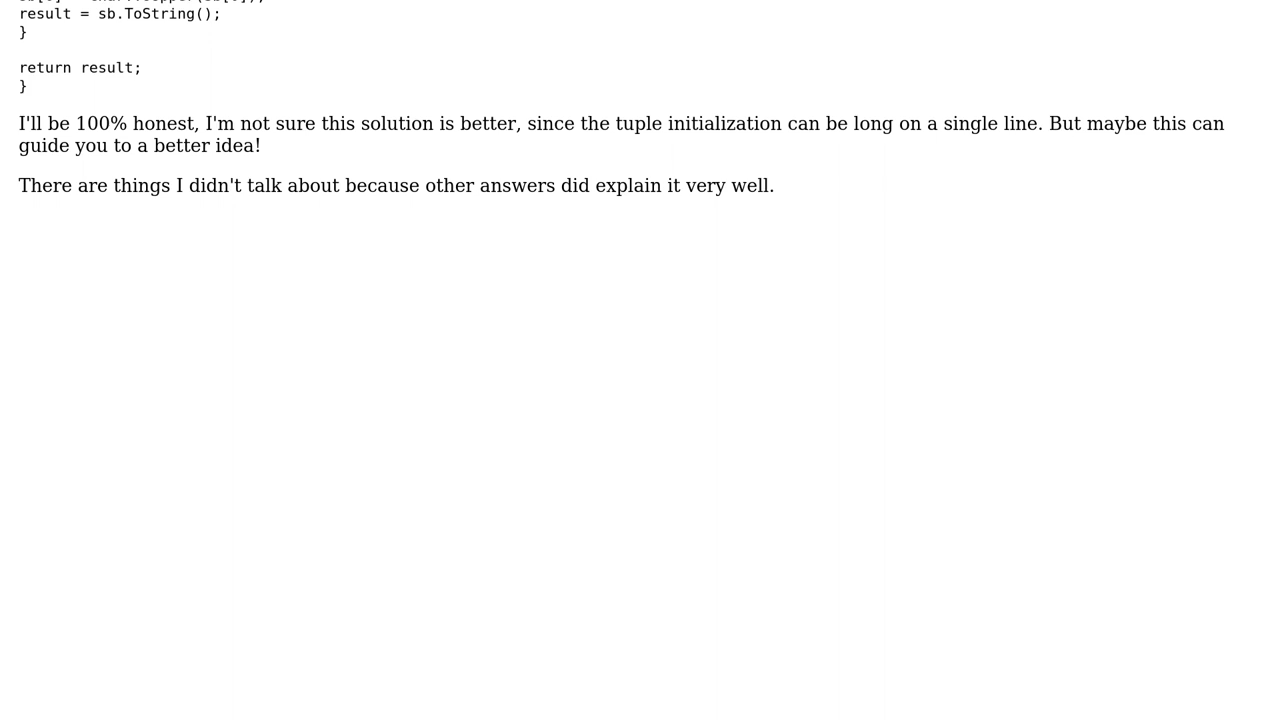 result = sb.ToString();
}
return result;
}
I'll be 100% honest, I'm not sure this solution is better, since the tuple initialization can be long on a single line. But maybe this can
guide you to a better idea!
There are things I didn't talk about because other answers did explain it very well.